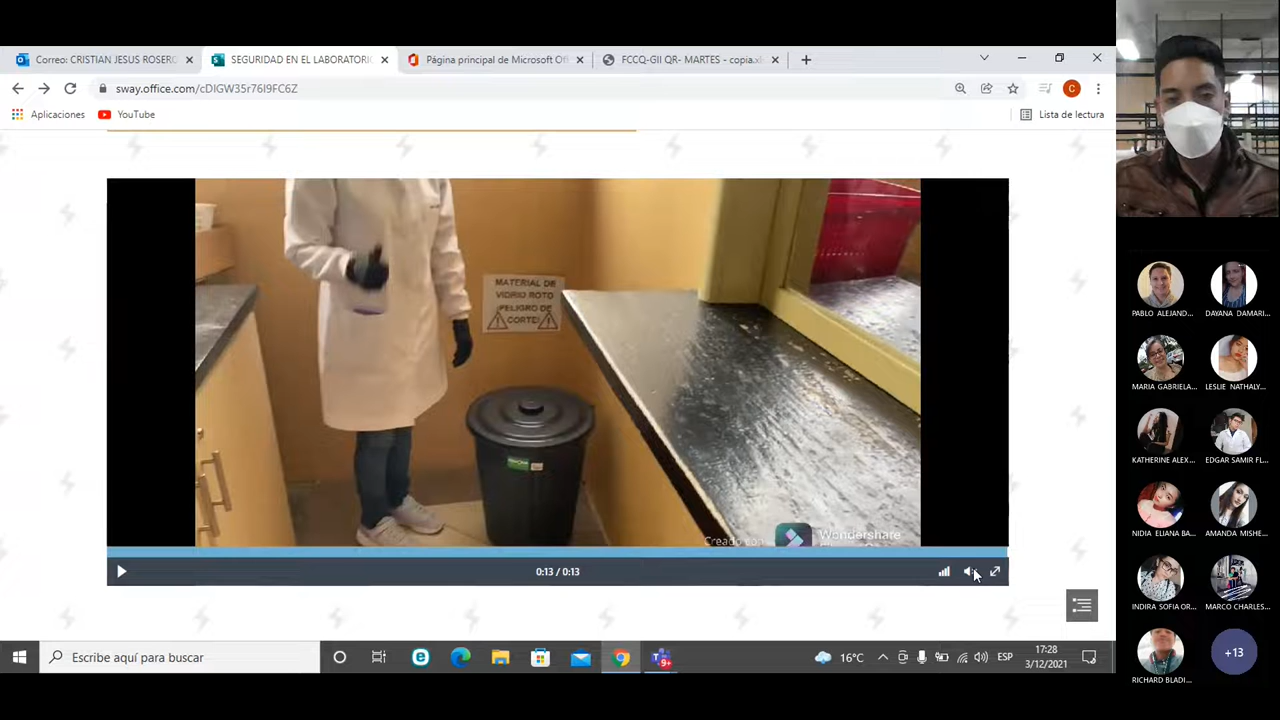 Correo: CRISTIAN JESUS ROSERO
SEGURIDAD EN EL LABORATORIO
Página principal de Microsoft Of
FCCQ-GII QR- MARTES - copia.xl
sway.office.com/cDIGW35r76I9FC6Z
C
Aplicaciones
YouTube
Lista de lectura
MATERIAL DE
VIDRIO ROTO
PELIGRO DE
CORTE!
Creado con
Wondershare
0:13 / 0:13
PABLO ALEJAND...
DAYANA DAMARI...
MARIA GABRIELA...
LESLIE NATHALY...
KATHERINE ALEX ...
EDGAR SAMIR FL...
NIDIA ELIANA BA...
AMANDA MISHE...
INDIRA SOFIA OR...
MARCO CHARLES...
RICHARD BLADI...
+13
Escribe aquí para buscar
9+
16°C
ESP
17:28
3/12/2021